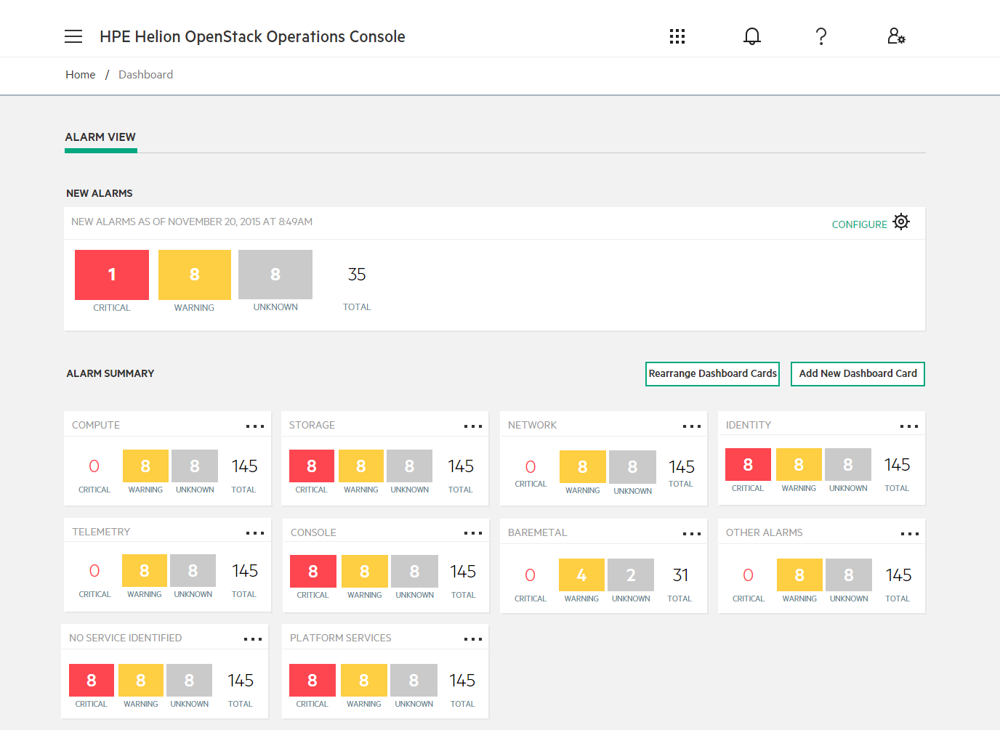 HPE Helion OpenStack Operations Console
Home / Dashboard
ALARM VIEW
NEW ALARMS
NEW ALARMS AS OF NOVEMBER 20, 2015 AT 8:49AM
CONFIGURE
1 8 8 35
CRITICAL WARNING UNKNOWN TOTAL
ALARM SUMMARY
Rearrange Dashboard Cards
Add New Dashboard Card
COMPUTE
0 8 8 145
CRITICAL WARNING UNKNOWN TOTAL
STORAGE
8 8 8 145
CRITICAL WARNING UNKNOWN TOTAL
NETWORK
0 8 8 145
CRITICAL WARNING UNKNOWN TOTAL
IDENTITY
8 8 8 145
CRITICAL WARNING UNKNOWN TOTAL
TELEMETRY
0 8 8 145
CRITICAL WARNING UNKNOWN TOTAL
CONSOLE
8 8 8 145
CRITICAL WARNING UNKNOWN TOTAL
BAREMETAL
0 4 2 31
CRITICAL WARNING UNKNOWN TOTAL
OTHER ALARMS
0 8 8 145
CRITICAL WARNING UNKNOWN TOTAL
NO SERVICE IDENTIFIED
8 8 8 145
CRITICAL WARNING UNKNOWN TOTAL
PLATFORM SERVICES
8 8 8 145
CRITICAL WARNING UNKNOWN TOTAL